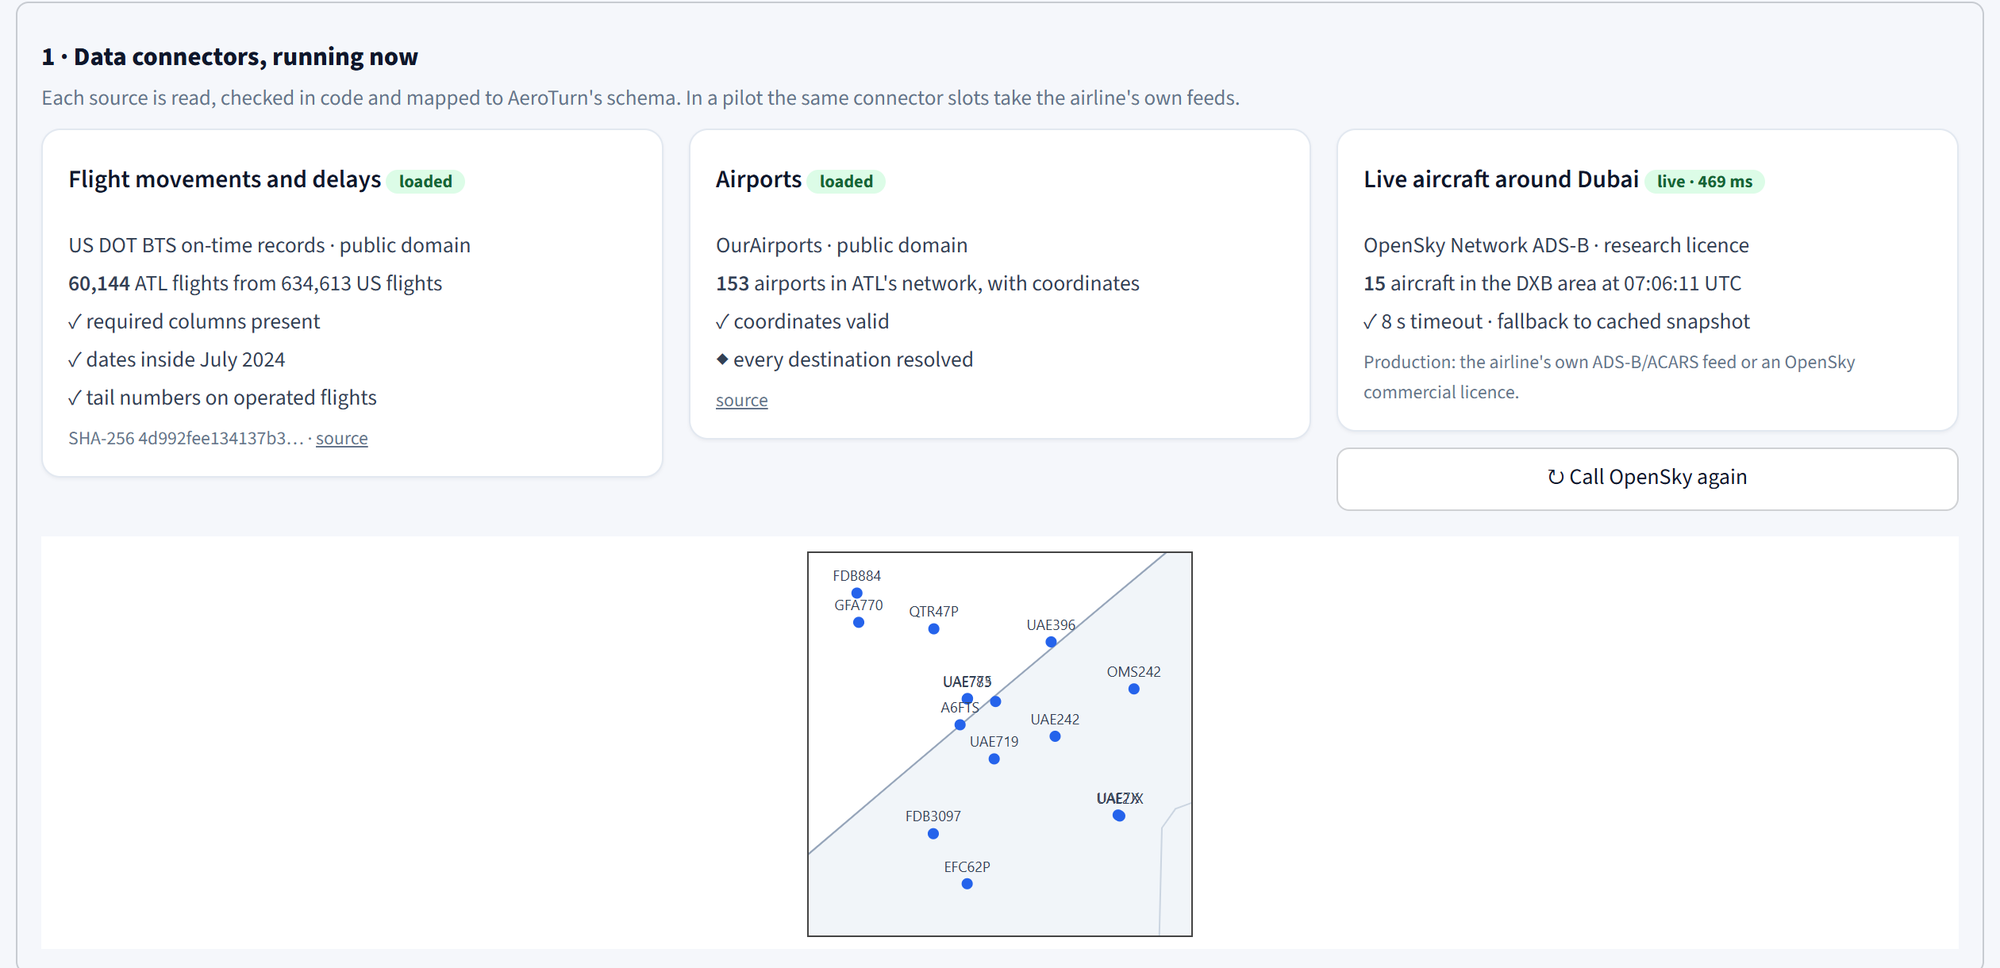 1 · Data connectors, running now
Each source is read, checked in code and mapped to AeroTurn's schema. In a pilot the same connector slots take the airline's own feeds.
Flight movements and delays loaded
US DOT BTS on-time records · public domain
60,144 ATL flights from 634,613 US flights
✓ required columns present
✓ dates inside July 2024
✓ tail numbers on operated flights
SHA-256 4d992fee134137b3… · source
Airports loaded
OurAirports · public domain
153 airports in ATL's network, with coordinates
✓ coordinates valid
◆ every destination resolved
source
Live aircraft around Dubai live · 469 ms
OpenSky Network ADS-B · research licence
15 aircraft in the DXB area at 07:06:11 UTC
✓ 8 s timeout · fallback to cached snapshot
Production: the airline's own ADS-B/ACARS feed or an OpenSky
commercial licence.
↻ Call OpenSky again
FDB884
GFA770
QTR47P
UAE396
OMS242
A6FTS
UAE242
UAE719
FDB3097
EFC62P